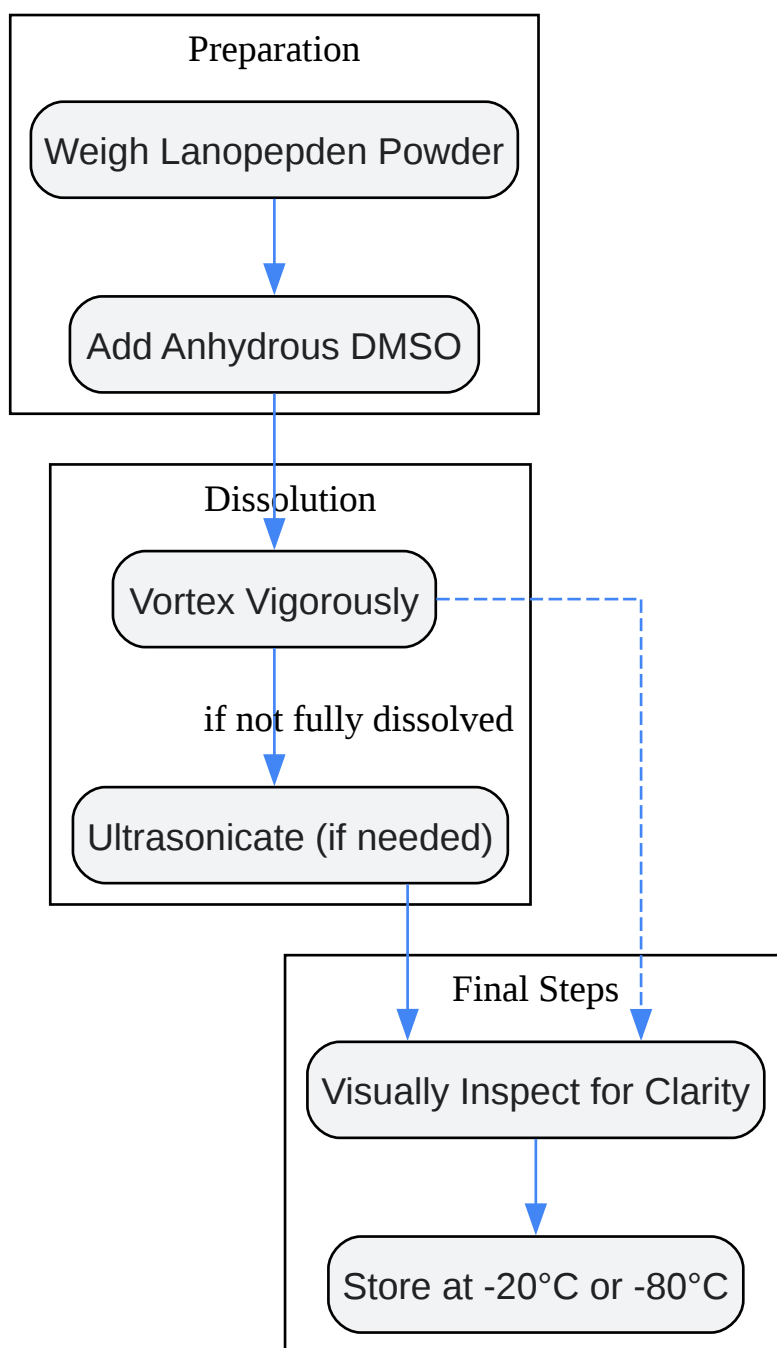 Preparation
Weigh Lanopepden Powder
Add Anhydrous DMSO
Dissolution
Vortex Vigorously
if not fully dissolved
Ultrasonicate (if needed)
Final Steps
Visually Inspect for Clarity
Store at -20°C or -80°C